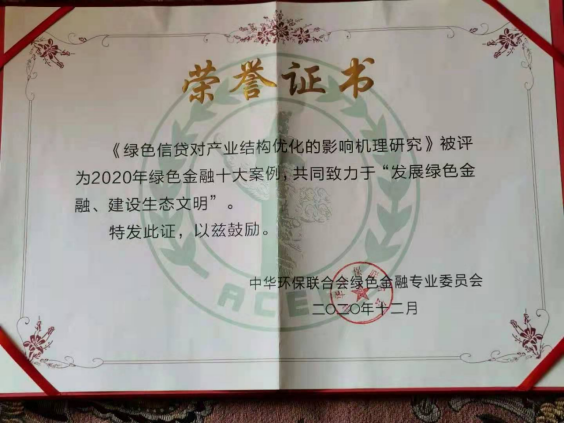 荣誉证书
《绿色信贷对产业结构优化的影响机理研究》被评
为2020年绿色金融十大案例，共同致力于“发展绿色金
融、建设生态文明”。
特发此证，以兹鼓励。
中华环保联合会绿色金融专业委员会
二〇二〇年十二月
ACEF